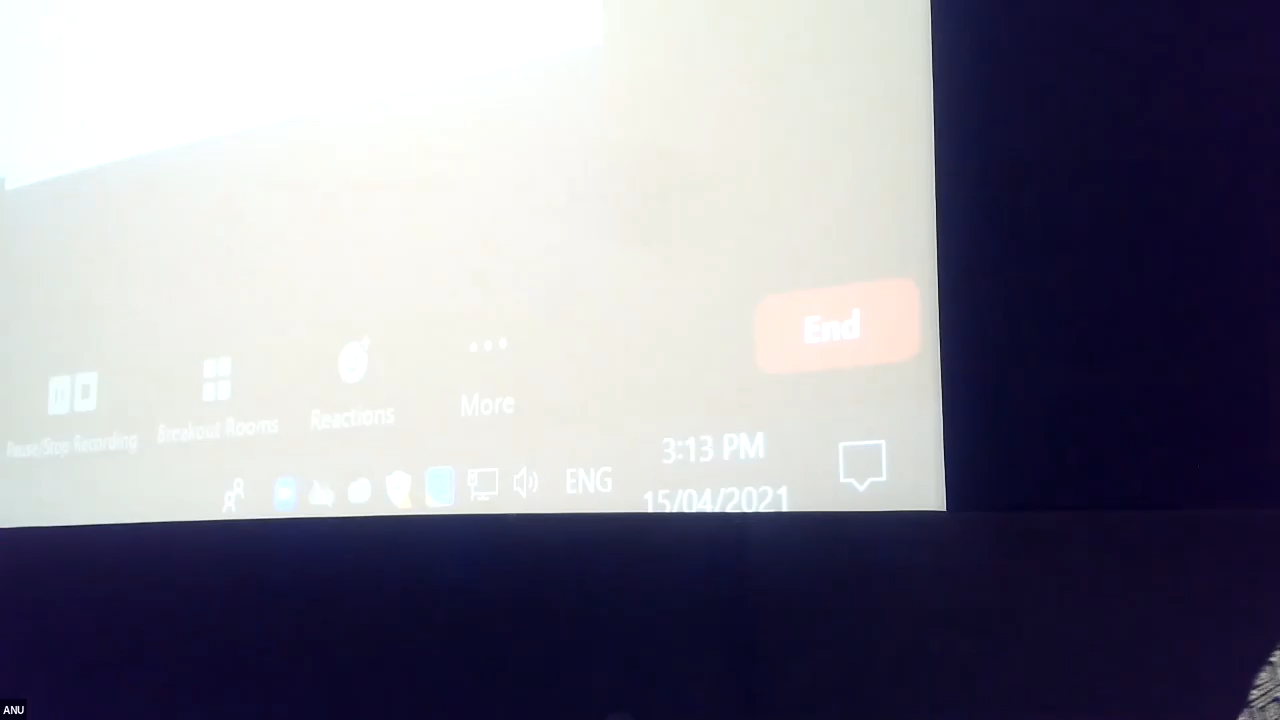 End
Pause/Stop Recording
Breakout Rooms
Reactions
More
3:13 PM
ENG
15/04/2021
ANU